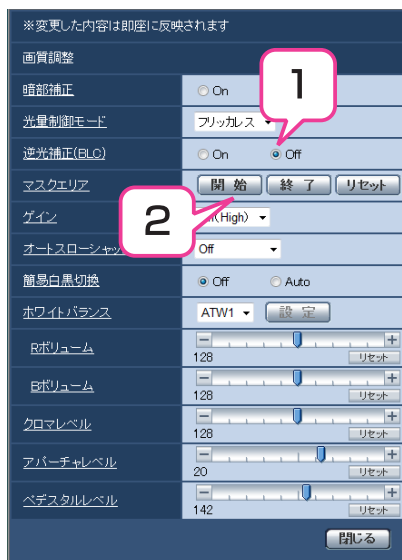 ※変更した内容は即座に反映されます
画質調整
暗部補正 On
1
光量制御モード フリッカレス
逆光補正(BLC) On Off
マスクエリア 開始 終了 リセット
2
ゲイン (High)
オートスローシャッ Off
簡易白黒切換 Off Auto
ホワイトバランス ATW1 設定
Rボリューム − +
128 リセット
Bボリューム − +
128 リセット
クロマレベル − +
128 リセット
アパーチャレベル − +
20 リセット
ペデスタルレベル − +
142 リセット
閉じる